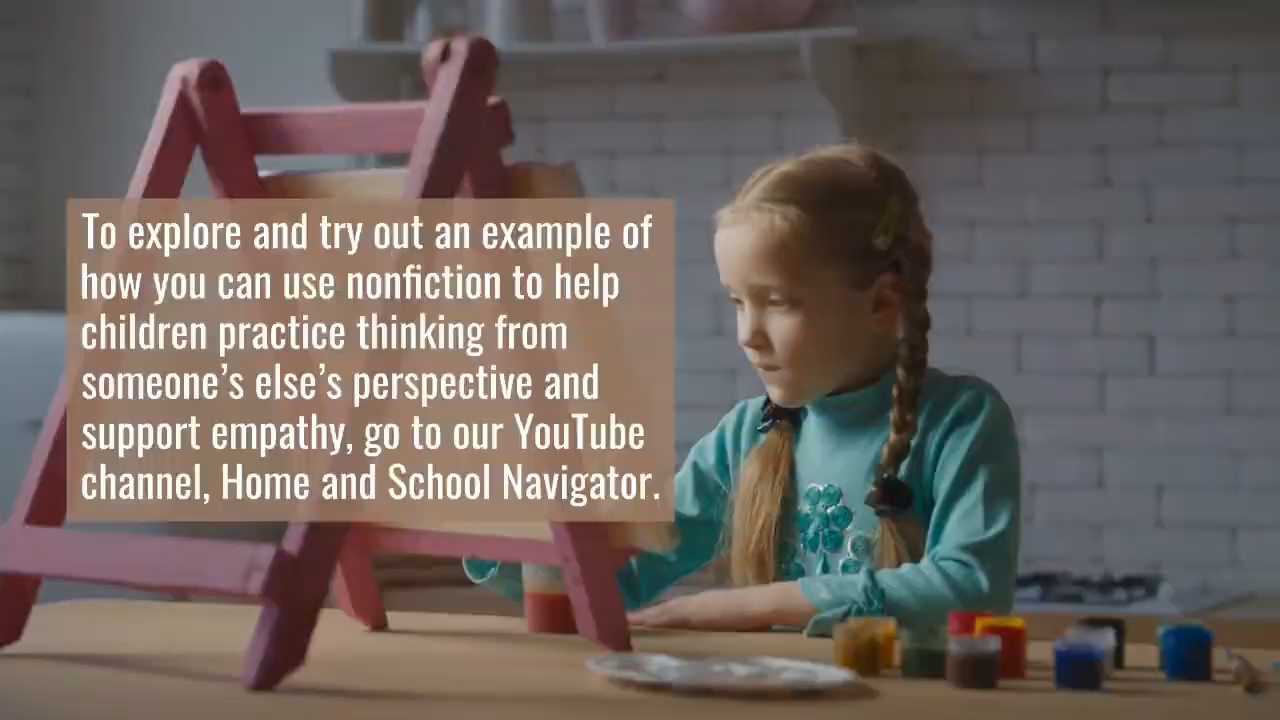 To explore and try out an example of
how you can use nonfiction to help
children practice thinking from
someone’s else’s perspective and
support empathy, go to our YouTube
channel, Home and School Navigator.